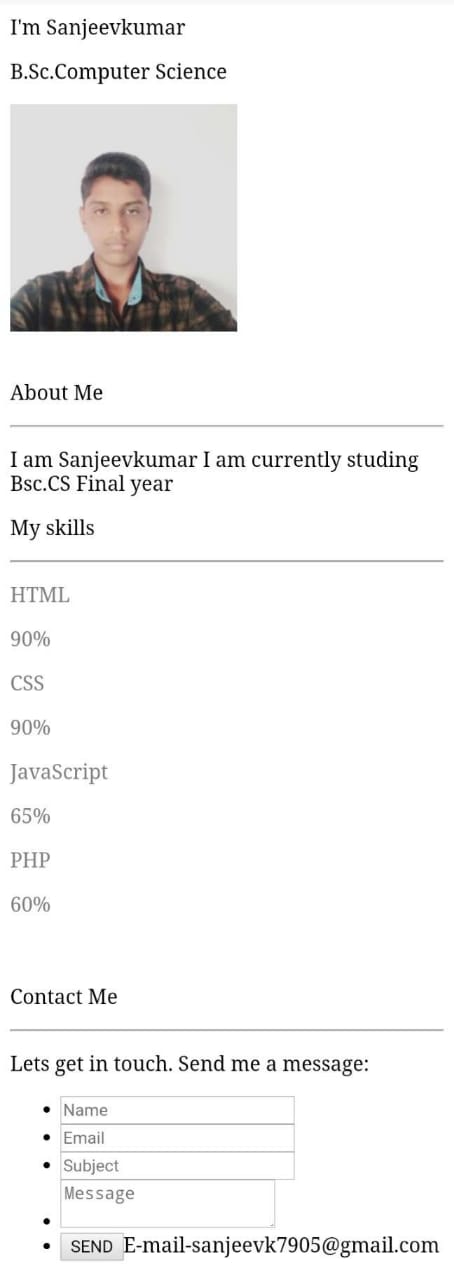 I'm Sanjeevkumar
B.Sc.Computer Science
About Me
I am Sanjeevkumar I am currently studing
Bsc.CS Final year
My skills
HTML
90%
CSS
90%
JavaScript
65%
PHP
60%
Contact Me
Lets get in touch. Send me a message:
Name
Email
Subject
Message
SEND E-mail-sanjeevk7905@gmail.com